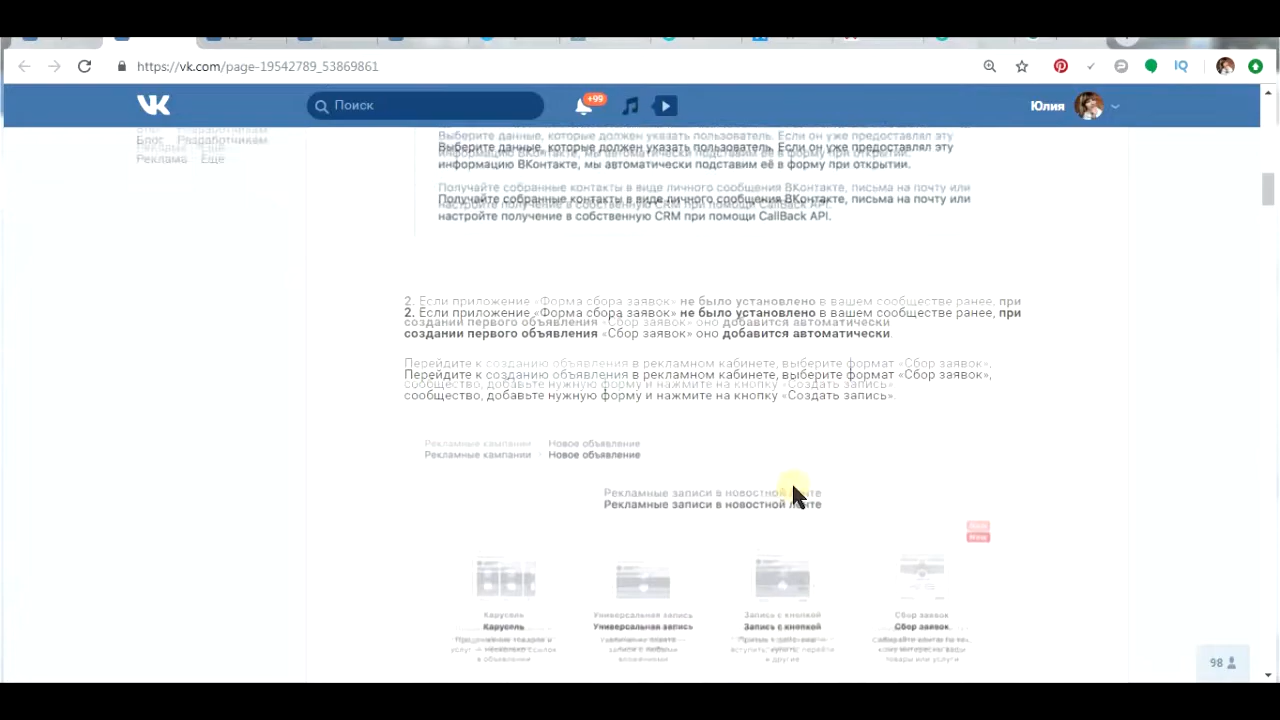 https://vk.com/page-19542789_53869861
IQ
Поиск
+99
Юлия
Блог Разработчикам
Реклама Ещё
Выберите данные, которые должен указать пользователь. Если он уже предоставлял эту
информацию ВКонтакте, мы автоматически подставим её в форму при открытии.
Получайте собранные контакты в виде личного сообщения ВКонтакте, письма на почту или
настройте получение в собственную CRM при помощи CallBack API.
2. Если приложение «Форма сбора заявок» не было установлено в вашем сообществе ранее, при
создании первого объявления «Сбор заявок» оно добавится автоматически.
Перейдите к созданию объявления в рекламном кабинете, выберите формат «Сбор заявок»,
сообщество, добавьте нужную форму и нажмите на кнопку «Создать запись».
Рекламные кампании Новое объявление
Рекламные записи в новостной ленте
New
Карусель Универсальная запись Запись с кнопкой Сбор заявок
98